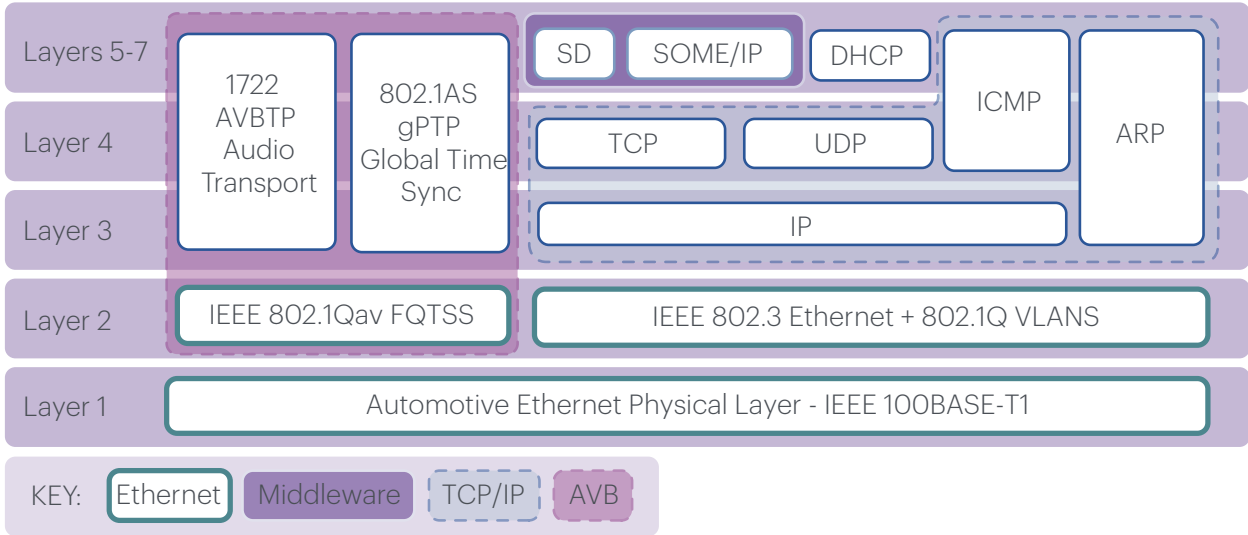 Layers 5-7
1722
AVBTP
Audio
Transport
802.1AS
gPTP
Global Time
Sync
SD
SOME/IP
DHCP
ICMP
ARP
Layer 4
TCP
UDP
Layer 3
IP
Layer 2
IEEE 802.1Qav FQTSS
IEEE 802.3 Ethernet + 802.1Q VLANS
Layer 1
Automotive Ethernet Physical Layer - IEEE 100BASE-T1
KEY:
Ethernet
Middleware
TCP/IP
AVB